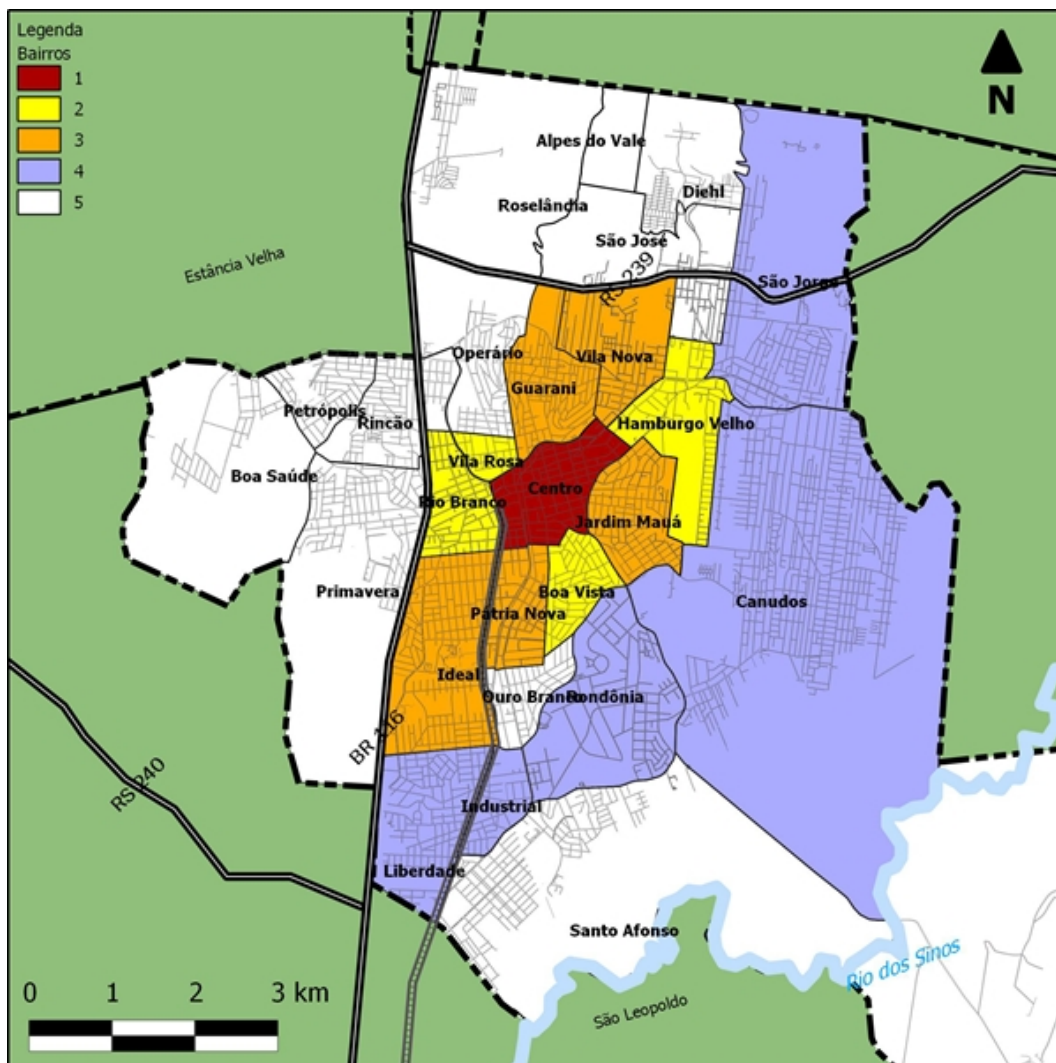 Legenda
Bairros
1
2
3
4
5
N
Alpes do Vale
Diehl
Roselândia
São José
Estância Velha
RS 239
São Jorge
Operário
Vila Nova
Guarani
Petrópolis
Rincão
Hamburgo Velho
Vila Rosa
Boa Saúde
Centro
Rio Branco
Jardim Mauá
Primavera
Boa Vista
Canudos
Pátria Nova
Ideal
Ouro Branco
Rondônia
BR 116
RS 240
Industrial
Liberdade
Santo Afonso
Rio dos Sinos
São Leopoldo
0 1 2 3 km